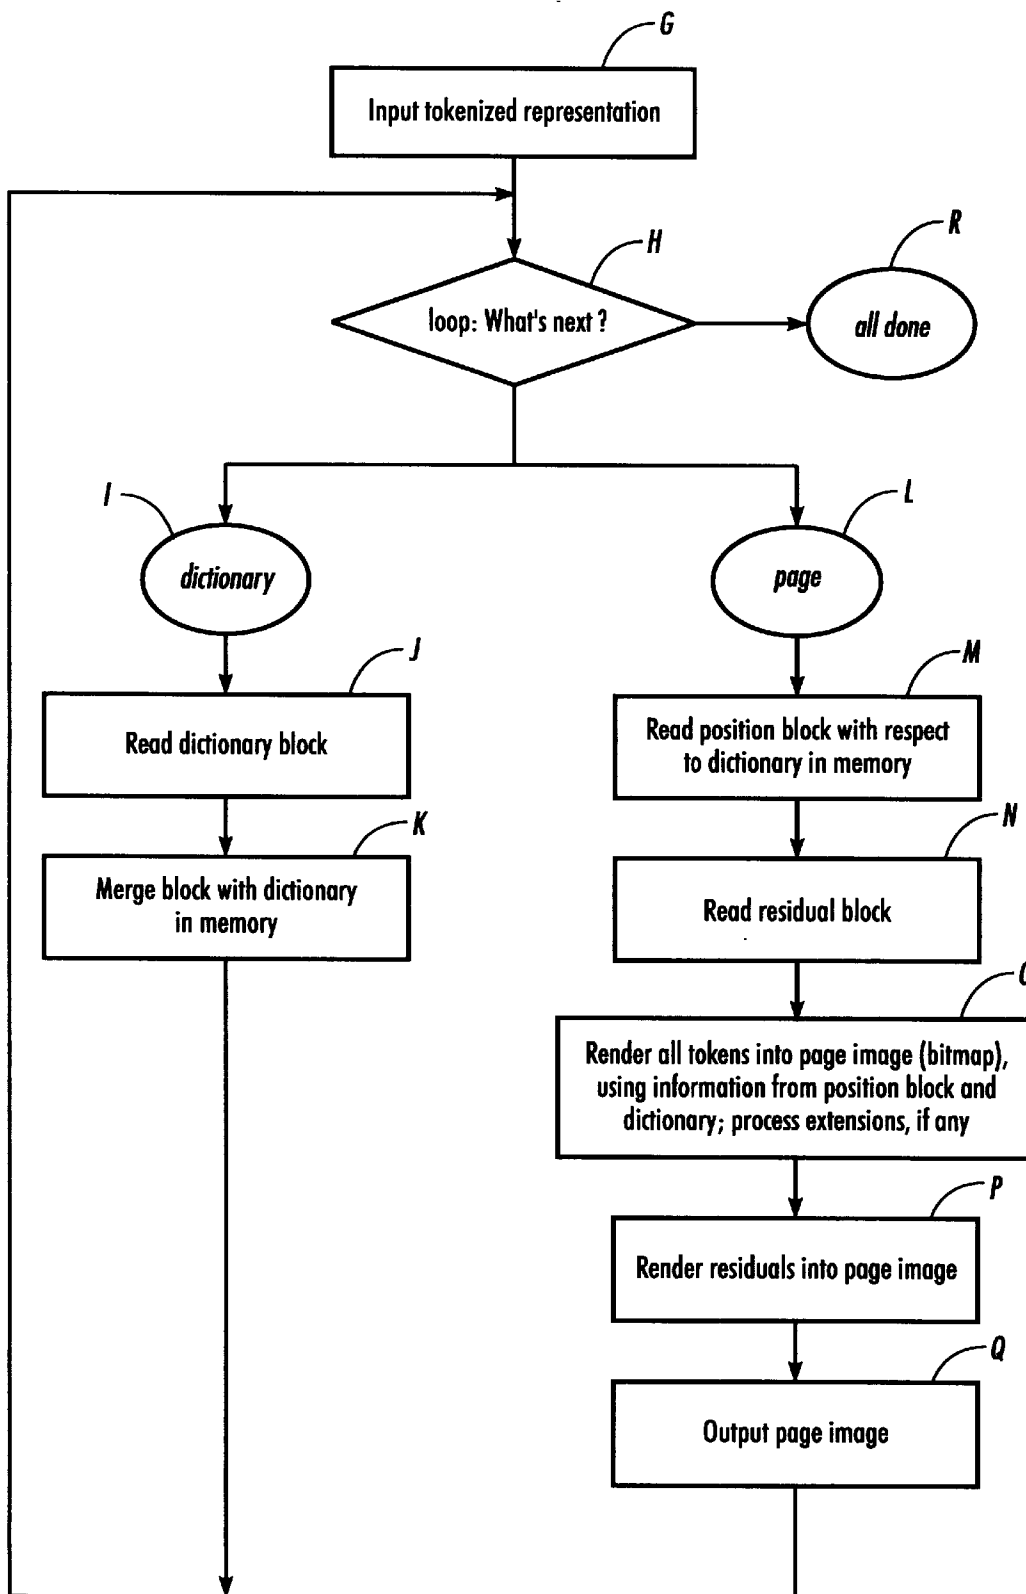 G
Input tokenized representation
H
R
loop: What's next ?
all done
I
L
dictionary
page
J
M
Read dictionary block
Read position block with respect
to dictionary in memory
K
N
Merge block with dictionary
in memory
Read residual block
Render all tokens into page image (bitmap),
using information from position block and
dictionary; process extensions, if any
P
Render residuals into page image
Q
Output page image